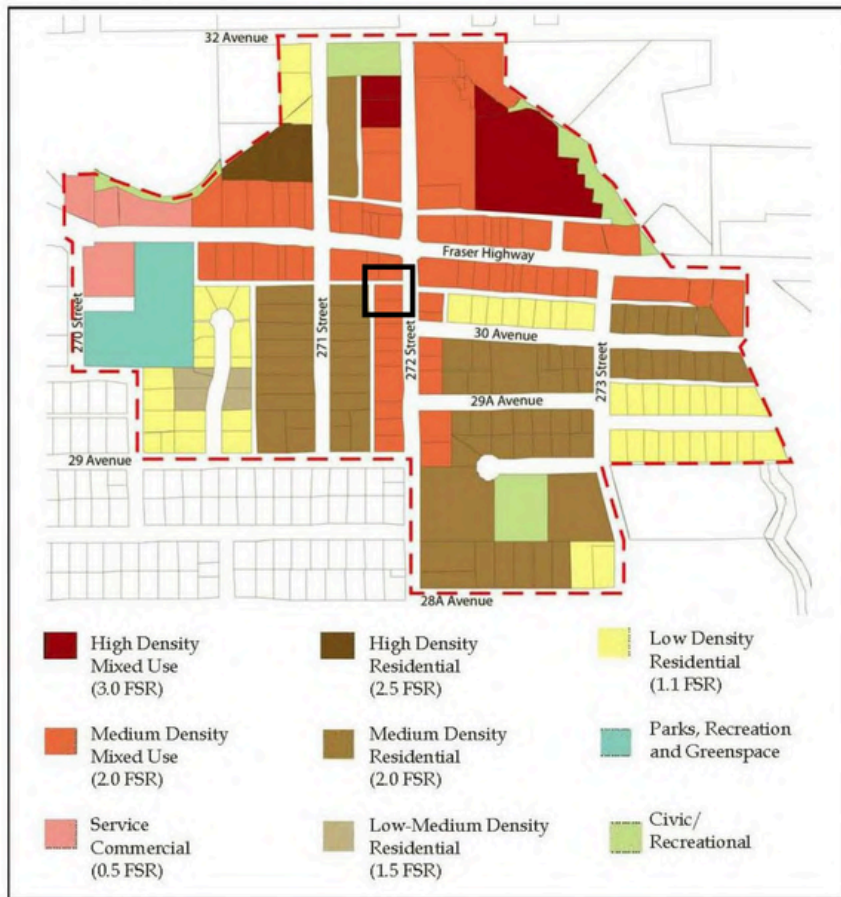 32 Avenue
Fraser Highway
270 Street
271 Street
272 Street
30 Avenue
273 Street
29A Avenue
29 Avenue
28A Avenue
High Density
Mixed Use
(3.0 FSR)
High Density
Residential
(2.5 FSR)
Low Density
Residential
(1.1 FSR)
Medium Density
Mixed Use
(2.0 FSR)
Medium Density
Residential
(2.0 FSR)
Parks, Recreation
and Greenspace
Service
Commercial
(0.5 FSR)
Low-Medium Density
Residential
(1.5 FSR)
Civic/
Recreational